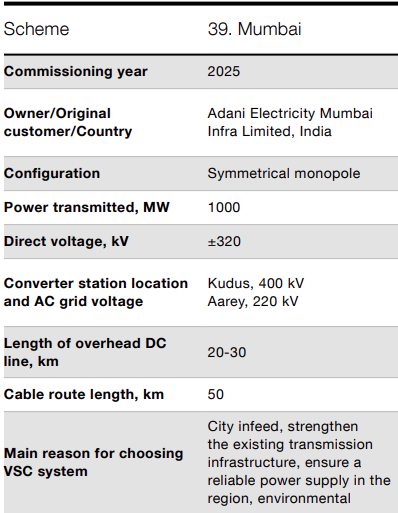 Scheme 39. Mumbai
Commissioning year 2025
Owner/Original Adani Electricity Mumbai
customer/Country Infra Limited, India
Configuration Symmetrical monopole
Power transmitted, MW 1000
Direct voltage, kV ±320
Converter station location Kudus, 400 kV
and AC grid voltage Aarey, 220 kV
Length of overhead DC
line, km
20-30
Cable route length, km 50
Main reason for choosing
VSC system
City infeed, strengthen
the existing transmission
infrastructure, ensure a
reliable power supply in the
region, environmental